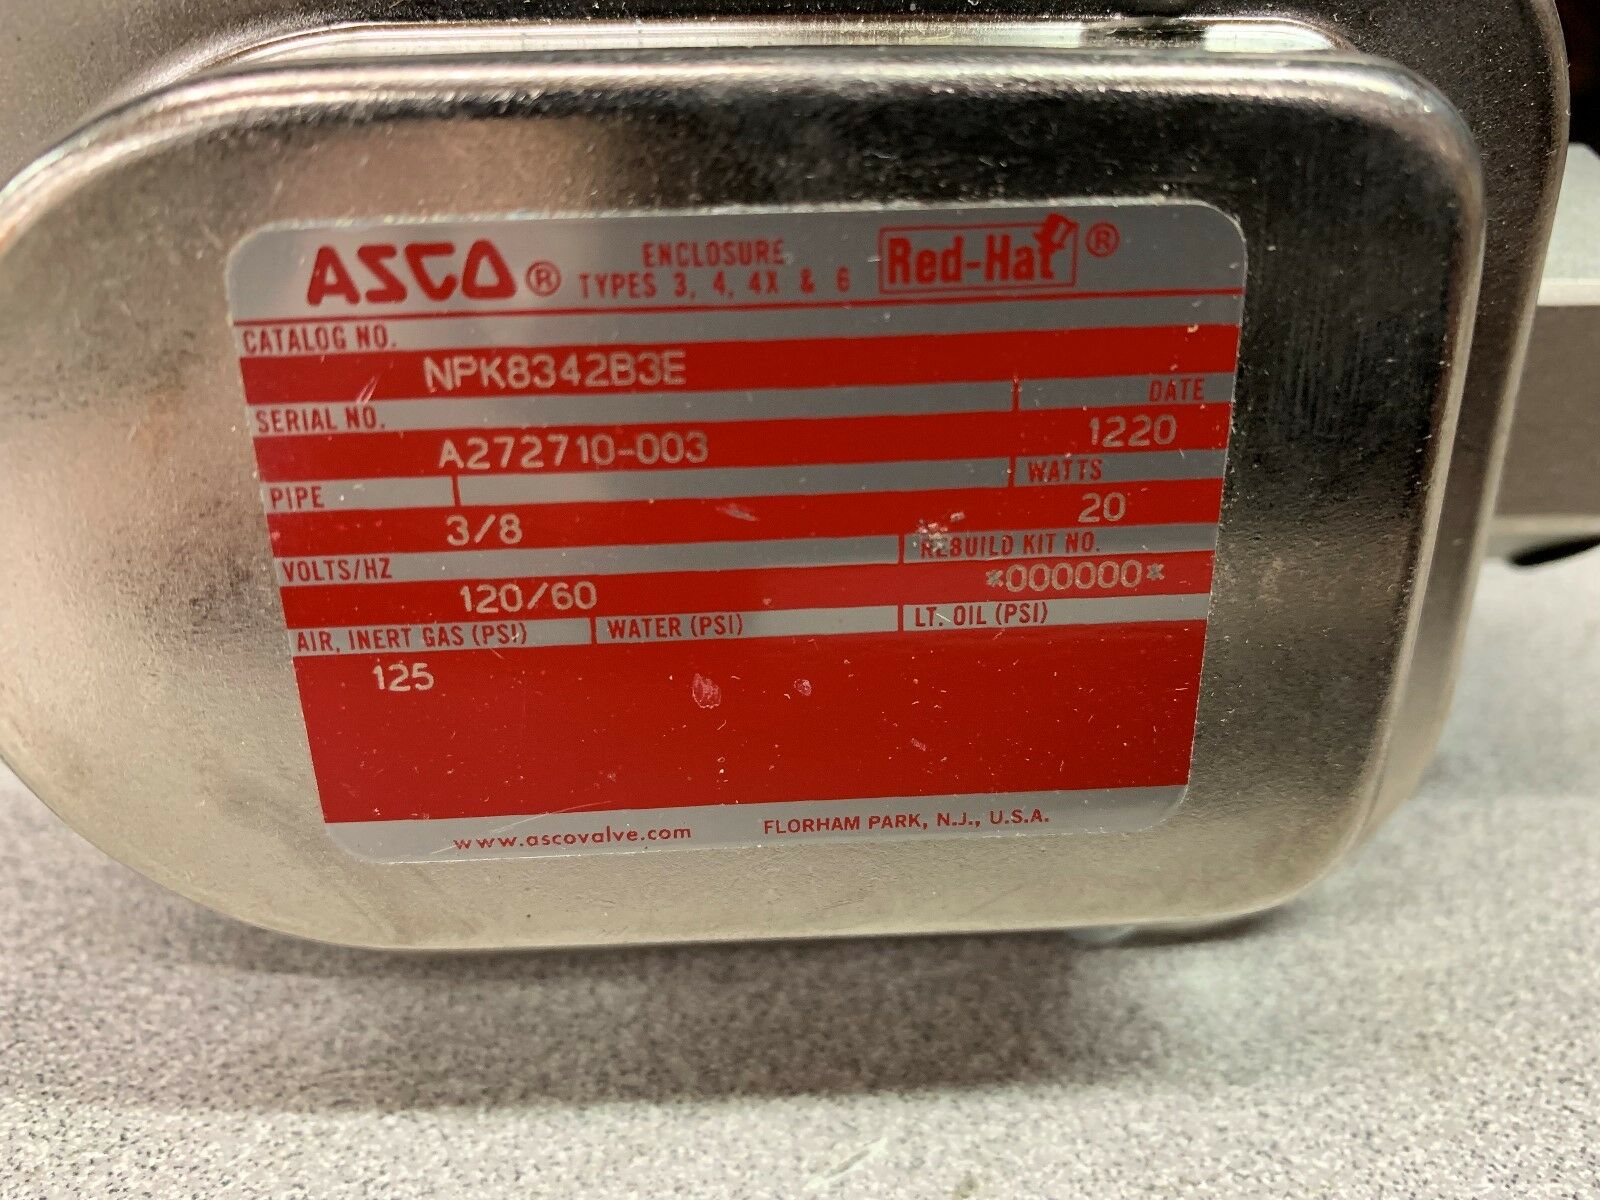 ASCO® ENCLOSURE TYPES 3, 4, 4X & 6 Red-Hat®
CATALOG NO.
NPK8342B3E
SERIAL NO. DATE
A272710-003 1220
PIPE WATTS
3/8 20
VOLTS/HZ REBUILD KIT NO.
120/60 *000000*
AIR, INERT GAS (PSI) WATER (PSI) LT. OIL (PSI)
125
www.ascovalve.com FLORHAM PARK, N.J., U.S.A.